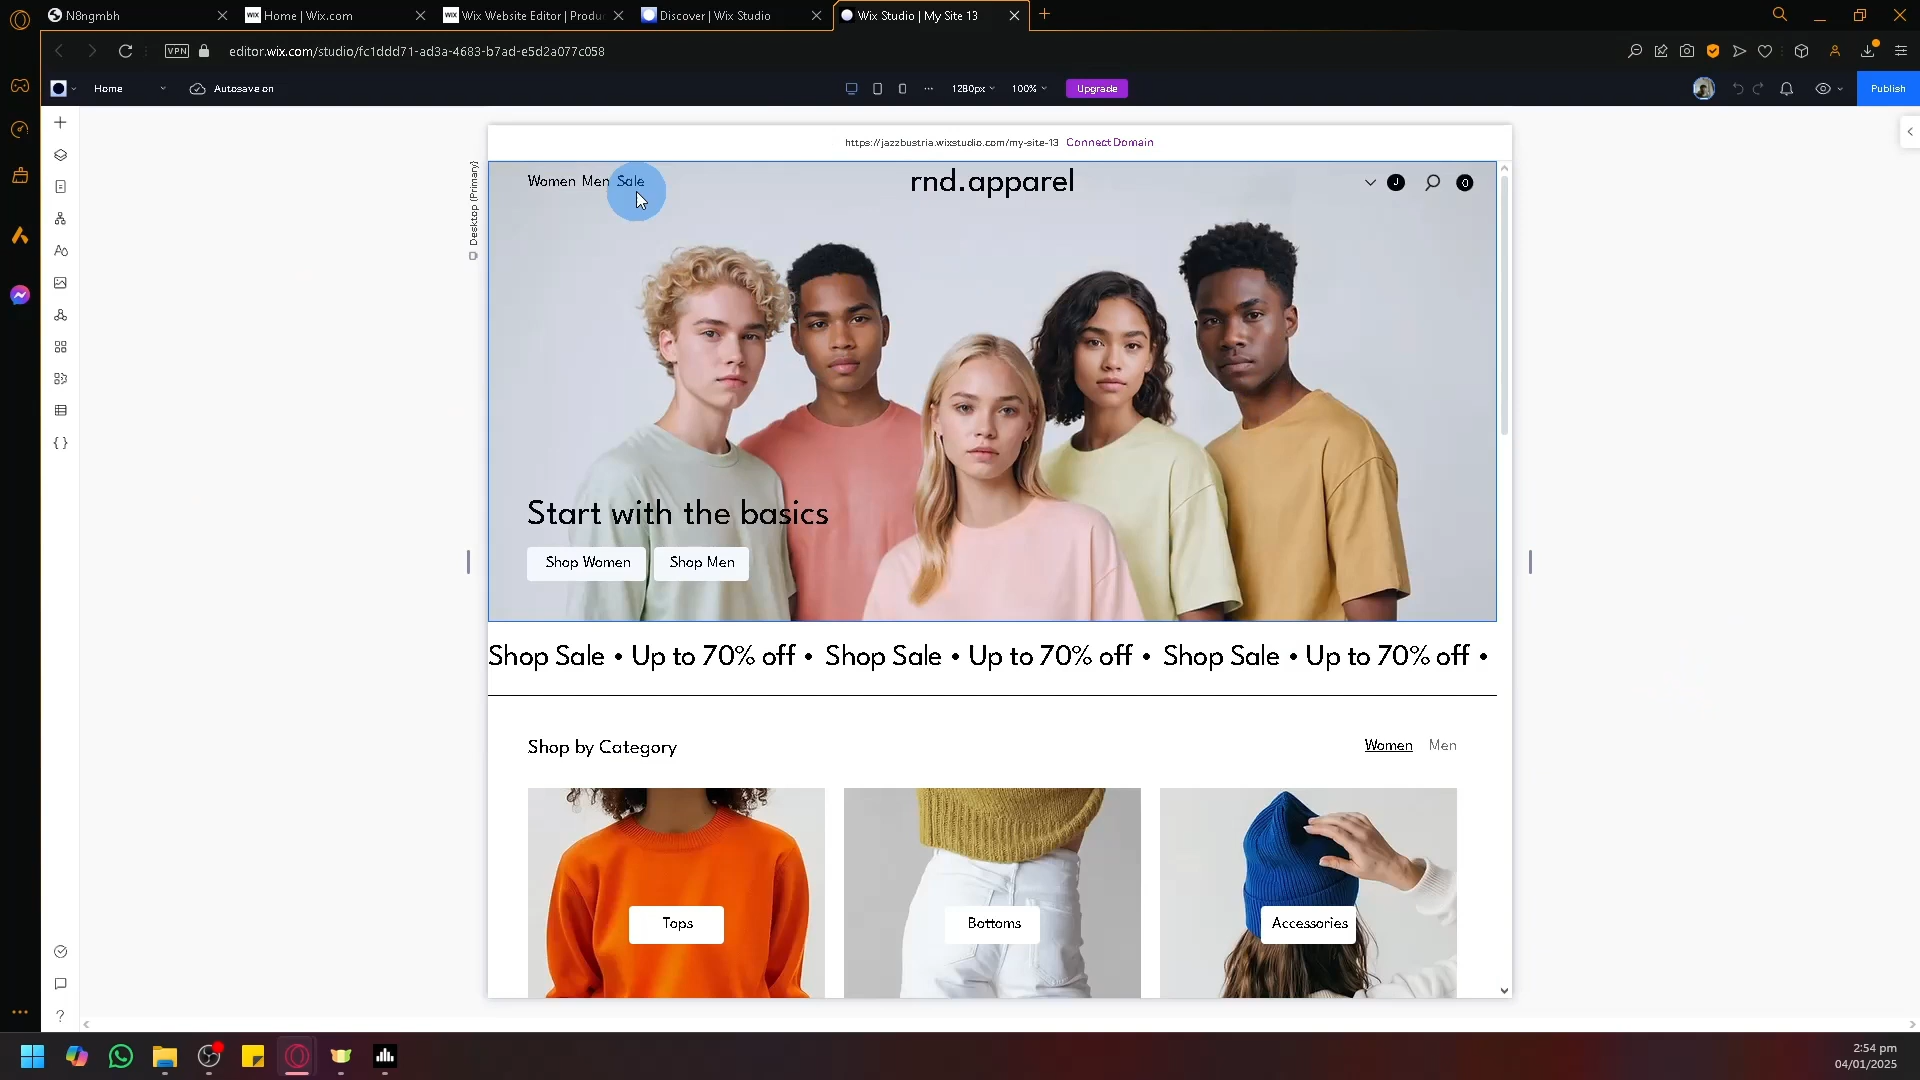 N8ngmbh
WiX Home | Wix.com
WiX Wix Website Editor | Produ
Discover | Wix Studio
Wix Studio | My Site 13
VPN
editor.wix.com/studio/fc1ddd71-ad3a-4683-b7ad-e5d2a077c058
Home
Autosave on
1280px
100%
Upgrade
Publish
https://jazzbustria.wixstudio.com/my-site-13 Connect Domain
Desktop (Primary)
Women Men Sale
rnd.apparel
J
0
Start with the basics
Shop Women
Shop Men
Shop Sale • Up to 70% off • Shop Sale • Up to 70% off • Shop Sale • Up to 70% off •
Shop by Category
Women Men
Tops
Bottoms
Accessories
?
2:54 pm
04/01/2025